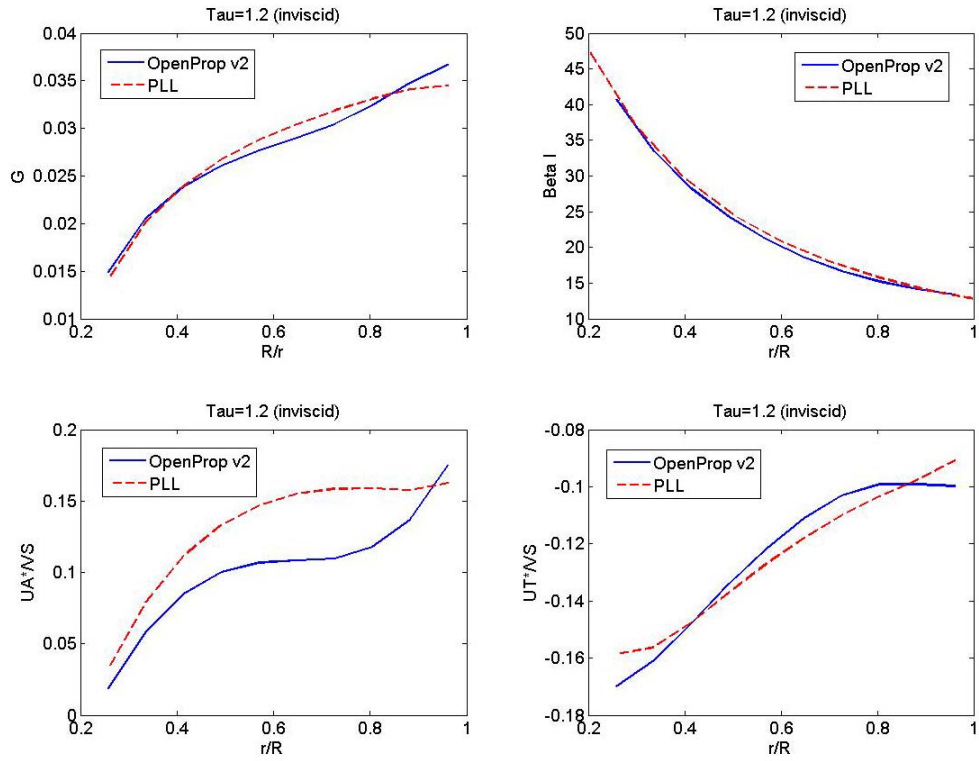 Tau=1.2 (inviscid)
0.04
0.035
0.03
0.025
0.02
0.015
0.01
G
OpenProp v2
PLL
0.2
0.4
0.6
0.8
1
R/r
Tau=1.2 (inviscid)
50
45
40
35
30
25
20
15
10
Beta I
OpenProp v2
PLL
0.2
0.4
0.6
0.8
1
r/R
Tau=1.2 (inviscid)
0.2
0.15
0.1
0.05
0
UA*/VS
OpenProp v2
PLL
0.2
0.4
0.6
0.8
1
r/R
Tau=1.2 (inviscid)
-0.08
-0.1
-0.12
-0.14
-0.16
-0.18
UT*/VS
OpenProp v2
PLL
0.2
0.4
0.6
0.8
1
r/R